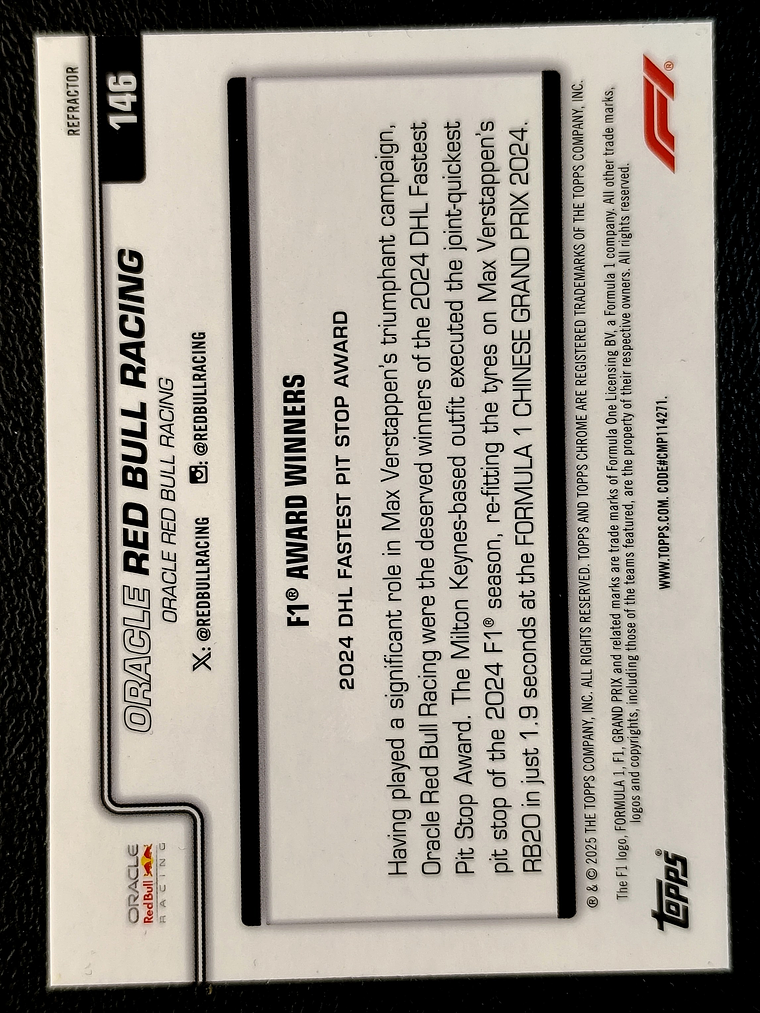 REFRACTOR
146
ORACLE
Red Bull
RACING
ORACLE RED BULL RACING
ORACLE RED BULL RACING
X: @REDBULLRACING : @REDBULLRACING
F1® AWARD WINNERS
2024 DHL FASTEST PIT STOP AWARD
Having played a significant role in Max Verstappen's triumphant campaign,
Oracle Red Bull Racing were the deserved winners of the 2024 DHL Fastest
Pit Stop Award. The Milton Keynes-based outfit executed the joint-quickest
pit stop of the 2024 F1® season, re-fitting the tyres on Max Verstappen's
RB20 in just 1.9 seconds at the FORMULA 1 CHINESE GRAND PRIX 2024.
® & © 2025 THE TOPPS COMPANY, INC. ALL RIGHTS RESERVED. TOPPS AND TOPPS CHROME ARE REGISTERED TRADEMARKS OF THE TOPPS COMPANY, INC.
The F1 logo, FORMULA 1, F1, GRAND PRIX and related marks are trade marks of Formula One Licensing BV, a Formula 1 company. All other trade marks,
logos and copyrights, including those of the teams featured, are the property of their respective owners. All rights reserved.
topps®
WWW.TOPPS.COM. CODE#CMP114271.
F1®